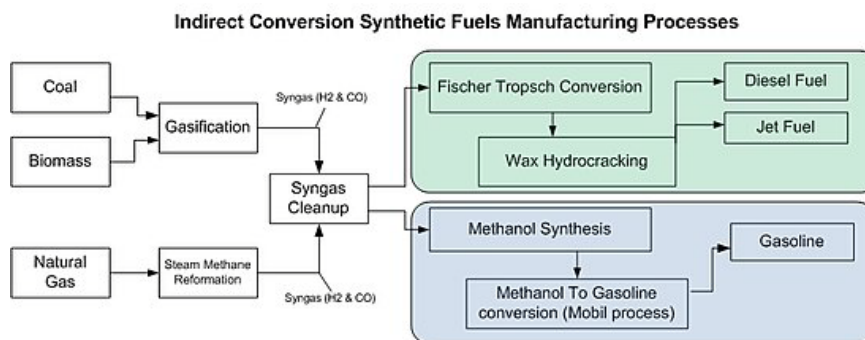 Indirect Conversion Synthetic Fuels Manufacturing Processes
Coal
Biomass
Gasification
Syngas (H2 & CO)
Natural
Gas
Steam Methane
Reformation
Syngas (H2 & CO)
Syngas
Cleanup
Fischer Tropsch Conversion
Wax Hydrocracking
Diesel Fuel
Jet Fuel
Methanol Synthesis
Methanol To Gasoline
conversion (Mobil process)
Gasoline